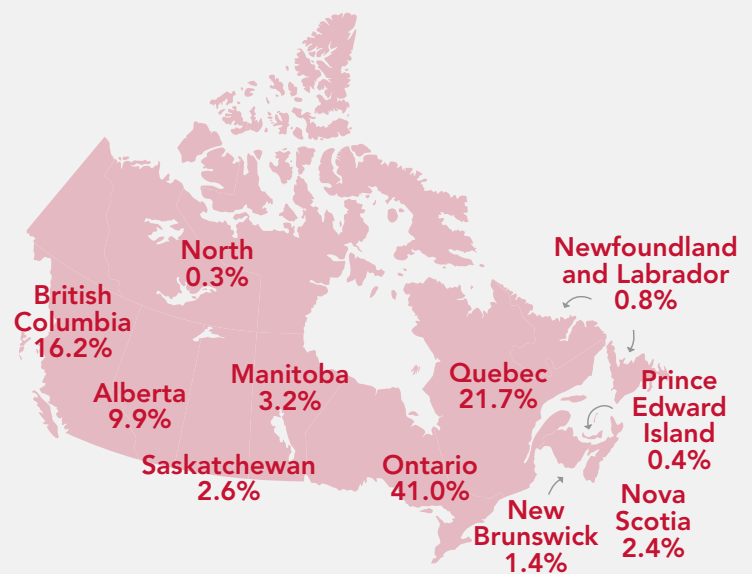 North
0.3%
Newfoundland
and Labrador
0.8%
British
Columbia
16.2%
Alberta
9.9%
Manitoba
3.2%
Quebec
21.7%
Prince
Edward
Island
0.4%
Saskatchewan
2.6%
Ontario
41.0%
New
Brunswick
1.4%
Nova
Scotia
2.4%